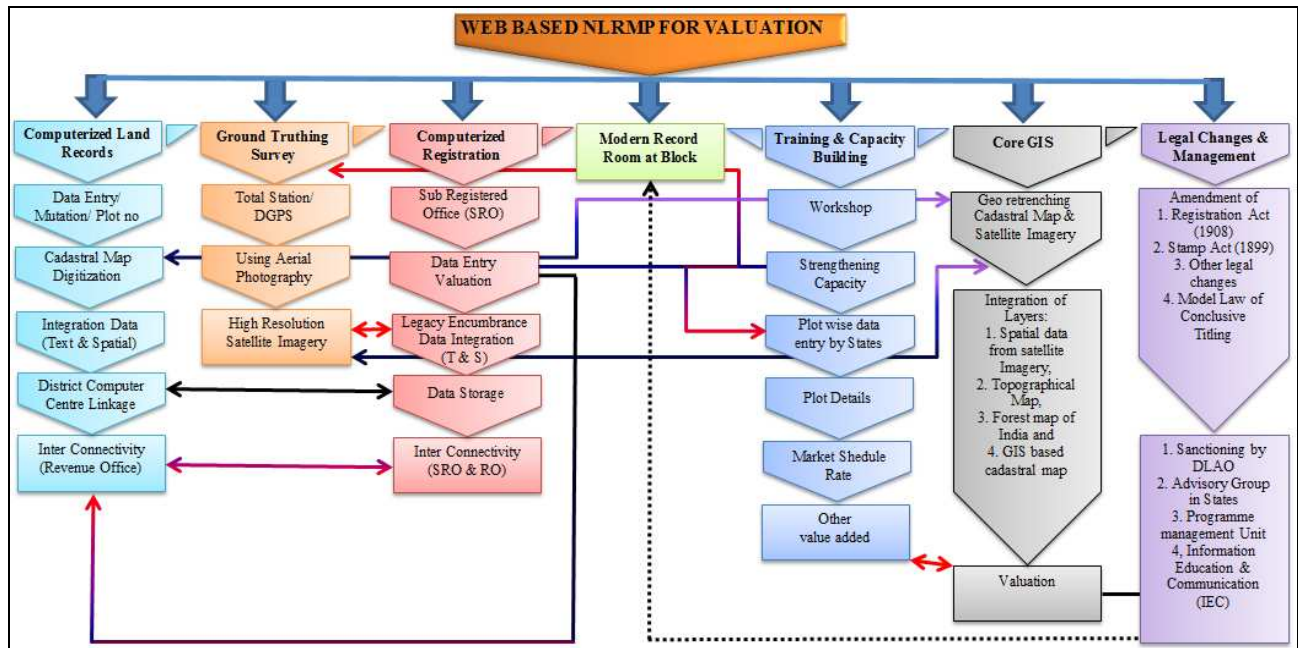 WEB BASED NLRMP FOR VALUATION
Computerized Land
Records
Data Entry/
Mutation/ Plot no
Cadastral Map
Digitization
Integration Data
(Text & Spatial)
District Computer
Centre Linkage
Inter Connectivity
(Revenue Office)
Ground Truthing
Survey
Total Station/
DGPS
Using Aerial
Photography
High Resolution
Satellite Imagery
Computerized
Registration
Sub Registered
Office (SRO)
Data Entry
Valuation
Legacy Encumbrance
Data Integration
(T & S)
Data Storage
Inter Connectivity
(SRO & RO)
Modern Record
Room at Block
Training & Capacity
Building
Workshop
Strengthening
Capacity
Plot wise data
entry by States
Plot Details
Market Shedule
Rate
Other
value added
Core GIS
Geo retrenching
Cadastral Map &
Satellite Imagery
Integration of
Layers:
1. Spatial data
from satellite
Imagery,
2. Topographical
Map,
3. Forest map of
India and
4. GIS based
cadastral map
Valuation
Legal Changes &
Management
Amendment of
1. Registration Act
(1908)
2. Stamp Act (1899)
3. Other legal
changes
4. Model Law of
Conclusive
Titling
1. Sanctioning by
DLAO
2. Advisory Group
in States
3. Programme
management Unit
4, Information
Education &
Communication
(IEC)